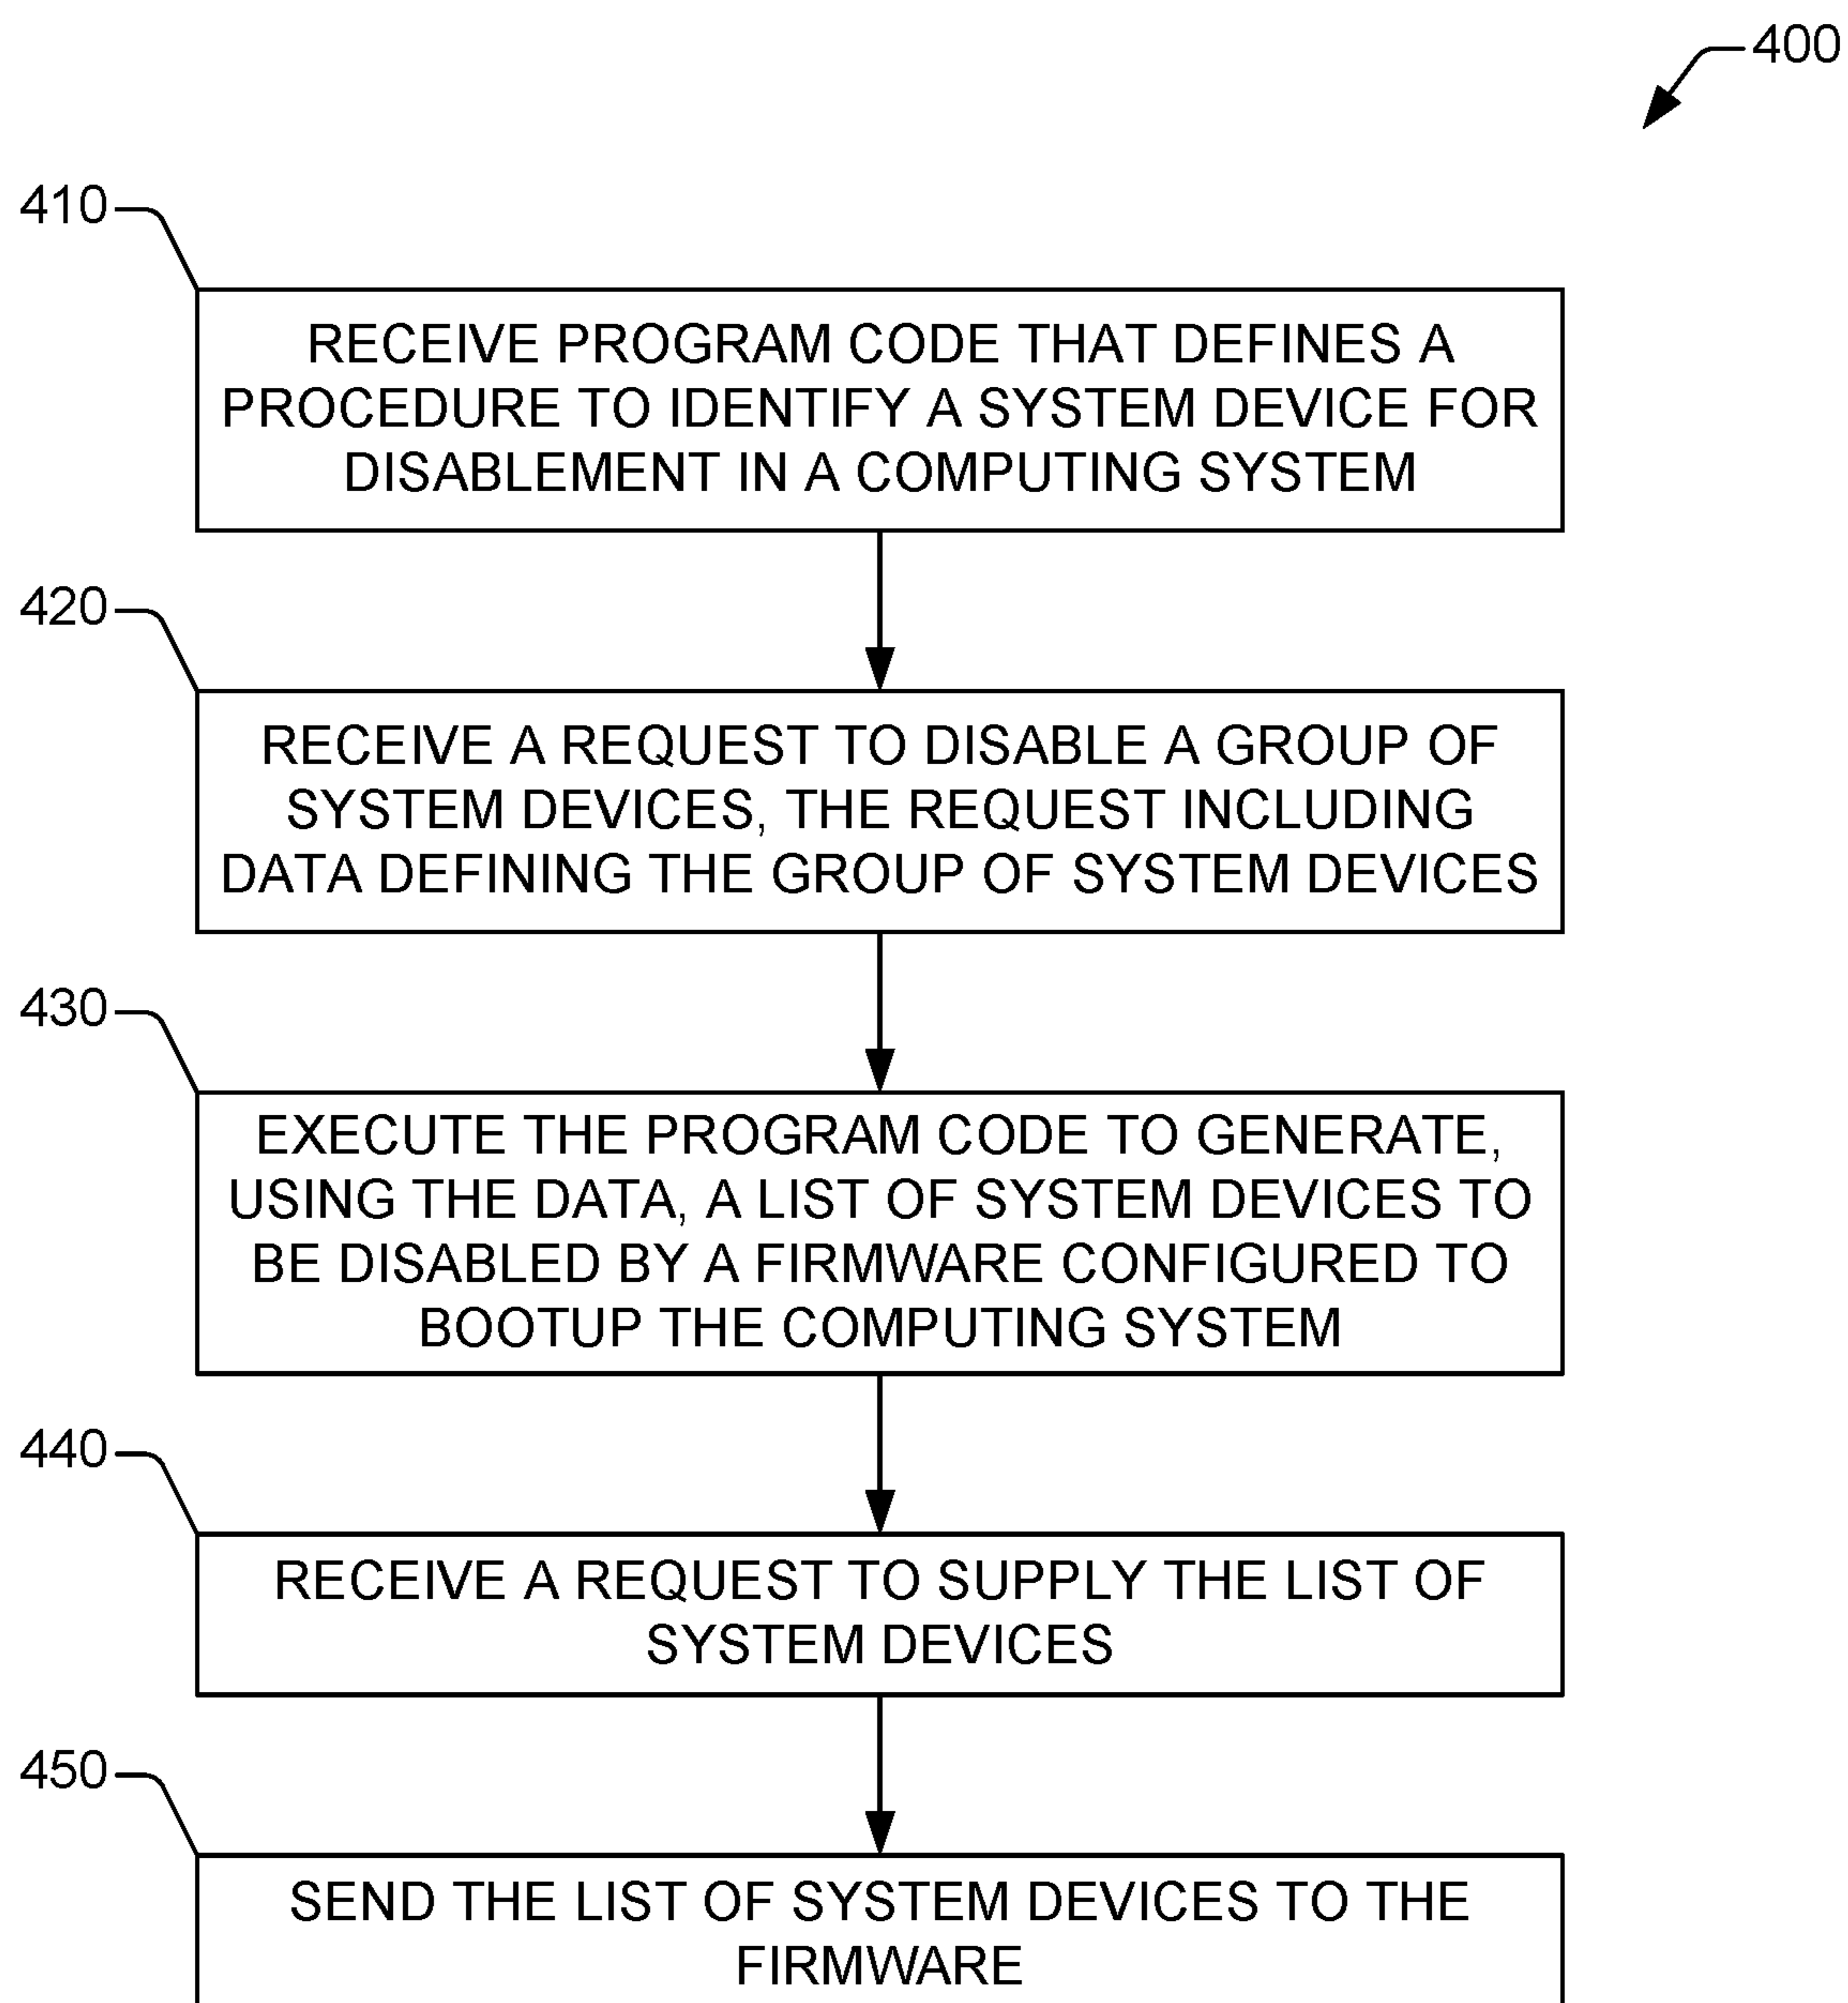 400
410
RECEIVE PROGRAM CODE THAT DEFINES A
PROCEDURE TO IDENTIFY A SYSTEM DEVICE FOR
DISABLEMENT IN A COMPUTING SYSTEM
420
RECEIVE A REQUEST TO DISABLE A GROUP OF
SYSTEM DEVICES, THE REQUEST INCLUDING
DATA DEFINING THE GROUP OF SYSTEM DEVICES
430
EXECUTE THE PROGRAM CODE TO GENERATE,
USING THE DATA, A LIST OF SYSTEM DEVICES TO
BE DISABLED BY A FIRMWARE CONFIGURED TO
BOOTUP THE COMPUTING SYSTEM
440
RECEIVE A REQUEST TO SUPPLY THE LIST OF
SYSTEM DEVICES
450
SEND THE LIST OF SYSTEM DEVICES TO THE
FIRMWARE